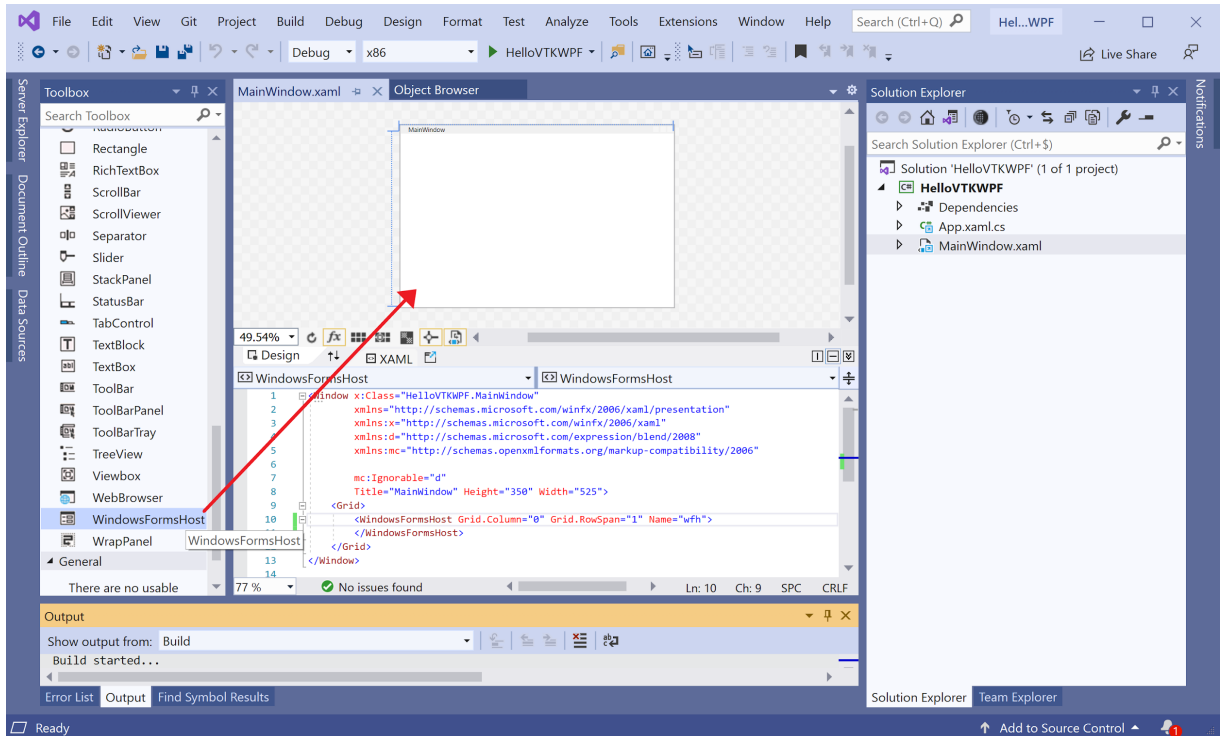 File Edit View Git Project Build Debug Design Format Test Analyze Tools Extensions Window Help Search (Ctrl+Q) Hel...WPF
Debug x86 HelloVTKWPF Live Share
Server Explorer
Document Outline
Data Sources
Toolbox
Search Toolbox
RadioButton
Rectangle
RichTextBox
ScrollBar
ScrollViewer
Separator
Slider
StackPanel
StatusBar
TabControl
TextBlock
TextBox
ToolBar
ToolBarPanel
ToolBarTray
TreeView
Viewbox
WebBrowser
WindowsFormsHost
WrapPanel
WindowsFormsHost
General
There are no usable
MainWindow.xaml Object Browser
MainWindow
49.54% fx
Design XAML
WindowsFormsHost WindowsFormsHost
1 <Window x:Class="HelloVTKWPF.MainWindow"
2 xmlns="http://schemas.microsoft.com/winfx/2006/xaml/presentation"
3 xmlns:x="http://schemas.microsoft.com/winfx/2006/xaml"
xmlns:d="http://schemas.microsoft.com/expression/blend/2008"
5 xmlns:mc="http://schemas.openxmlformats.org/markup-compatibility/2006"
6
7 mc:Ignorable="d"
8 Title="MainWindow" Height="350" Width="525">
9 <Grid>
10 <WindowsFormsHost Grid.Column="0" Grid.RowSpan="1" Name="wfh">
</WindowsFormsHost>
</Grid>
13 </Window>
14
77 % No issues found Ln: 10 Ch: 9 SPC CRLF
Output
Show output from: Build
Build started...
Error List Output Find Symbol Results
Solution Explorer
Search Solution Explorer (Ctrl+$)
Solution 'HelloVTKWPF' (1 of 1 project)
C# HelloVTKWPF
Dependencies
App.xaml.cs
MainWindow.xaml
Solution Explorer Team Explorer
Notifications
Ready Add to Source Control 1